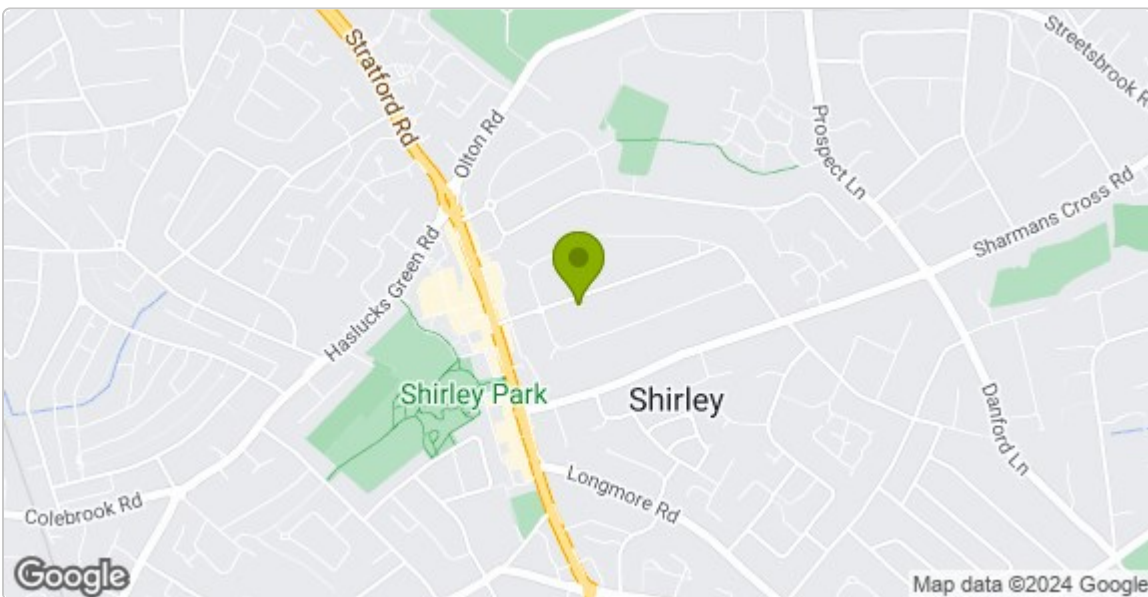 Stratford Rd
Olton Rd
Streetsbrook R
Prospect Ln
Sharmans Cross Rd
Haslucks Green Rd
Shirley Park
Shirley
Danford Ln
Longmore Rd
Colebrook Rd
Google
Map data ©2024 Google